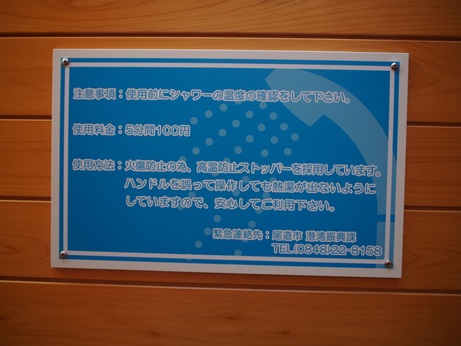 注意事項：使用前にシャワーの温度の確認をして下さい。
使用料金：5分間100円
使用方法：火傷防止の為、高温防止ストッパーを採用しています。
ハンドルを誤って操作しても熱湯が出ないように
していますので、安心してご利用下さい。
緊急連絡先：尾道市 港湾振興課
TEL(0848)22-8158